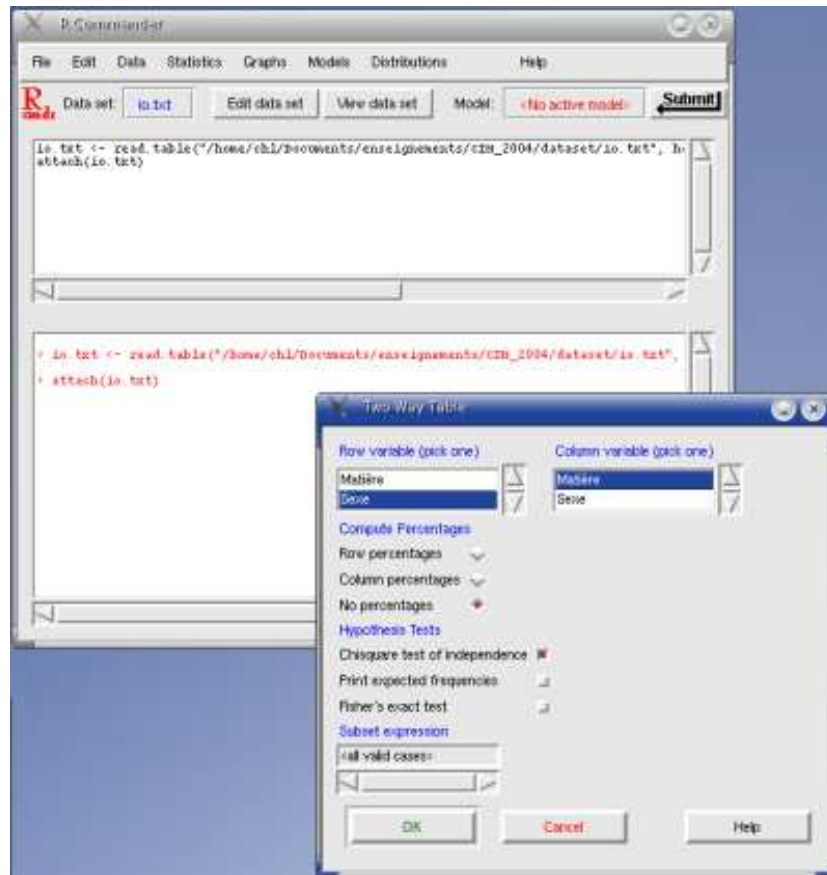 R Commander
File Edit Data Statistics Graphs Models Distributions Help
Rcmdr Data set: io.txt Edit data set View data set Model: <No active model> Submit
io.txt <- read.table("/home/chl/Documents/enseignements/CIH_2004/dataset/io.txt", h
attach(io.txt)
> io.txt <- read.table("/home/chl/Documents/enseignements/CIH_2004/dataset/io.txt",
> attach(io.txt)
Two-Way Table
Row variable (pick one) Column variable (pick one)
Matière Matière
Sexe Sexe
Compute Percentages
Row percentages
Column percentages
No percentages
Hypothesis Tests
Chisquare test of independence
Print expected frequencies
Fisher's exact test
Subset expression
<all valid cases>
OK Cancel Help